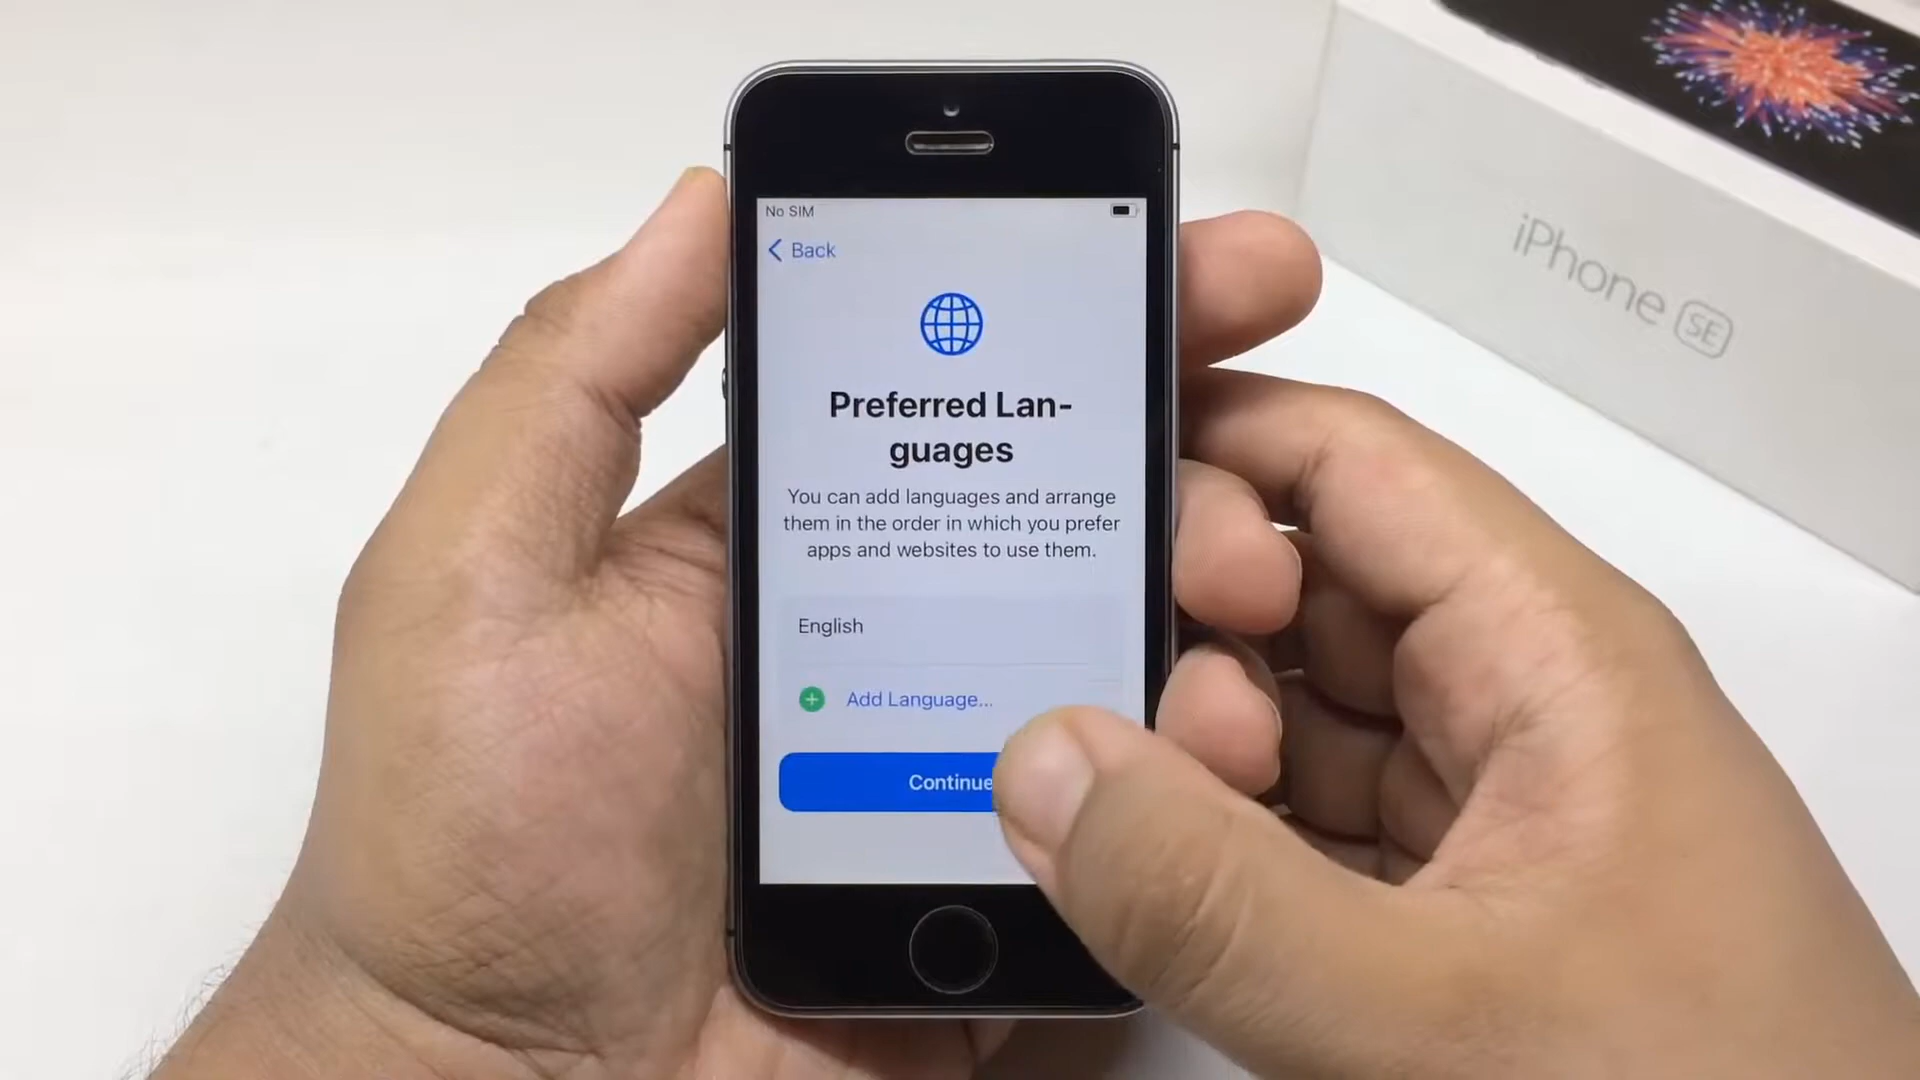 No SIM
Back
Preferred Lan-
guages
You can add languages and arrange
them in the order in which you prefer
apps and websites to use them.
English
Add Language...
Continue
iPhone SE